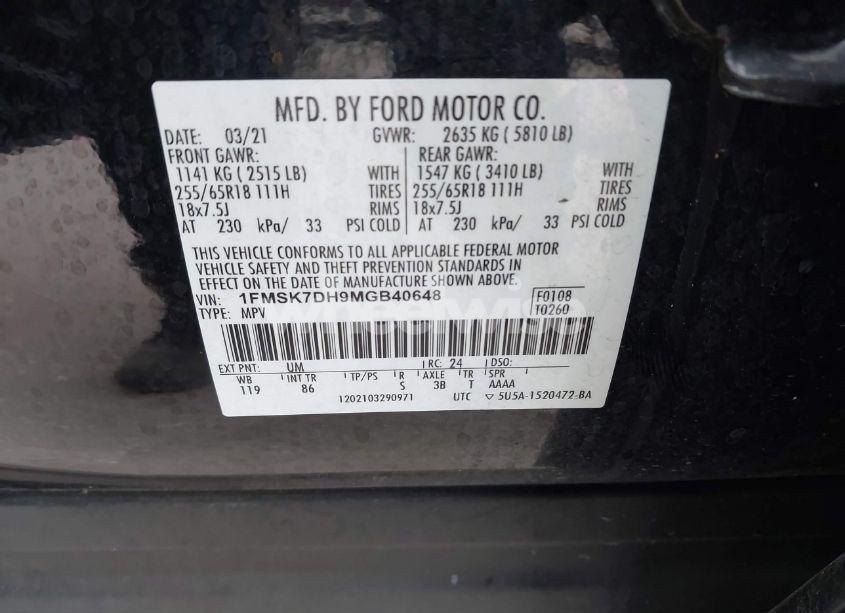 MFD. BY FORD MOTOR CO.
DATE: 03/21 GVWR: 2635 KG ( 5810 LB)
FRONT GAWR: REAR GAWR:
1141 KG ( 2515 LB) WITH 1547 KG ( 3410 LB) WITH
255/65R18 111H TIRES 255/65R18 111H TIRES
18x7.5J RIMS 18x7.5J RIMS
AT 230 kPa/ 33 PSI COLD AT 230 kPa/ 33 PSI COLD
THIS VEHICLE CONFORMS TO ALL APPLICABLE FEDERAL MOTOR
VEHICLE SAFETY AND THEFT PREVENTION STANDARDS IN
EFFECT ON THE DATE OF MANUFACTURE SHOWN ABOVE.
VIN: 1FMSK7DH9MGB40648 F0108
TYPE: MPV T0260
EXT PNT: UM RC: 24 DSO:
WB INT TR TP/PS R AXLE TR SPR
119 86 S 3B T AAAA
1202103290971 UTC ▽ 5U5A-1520472-BA